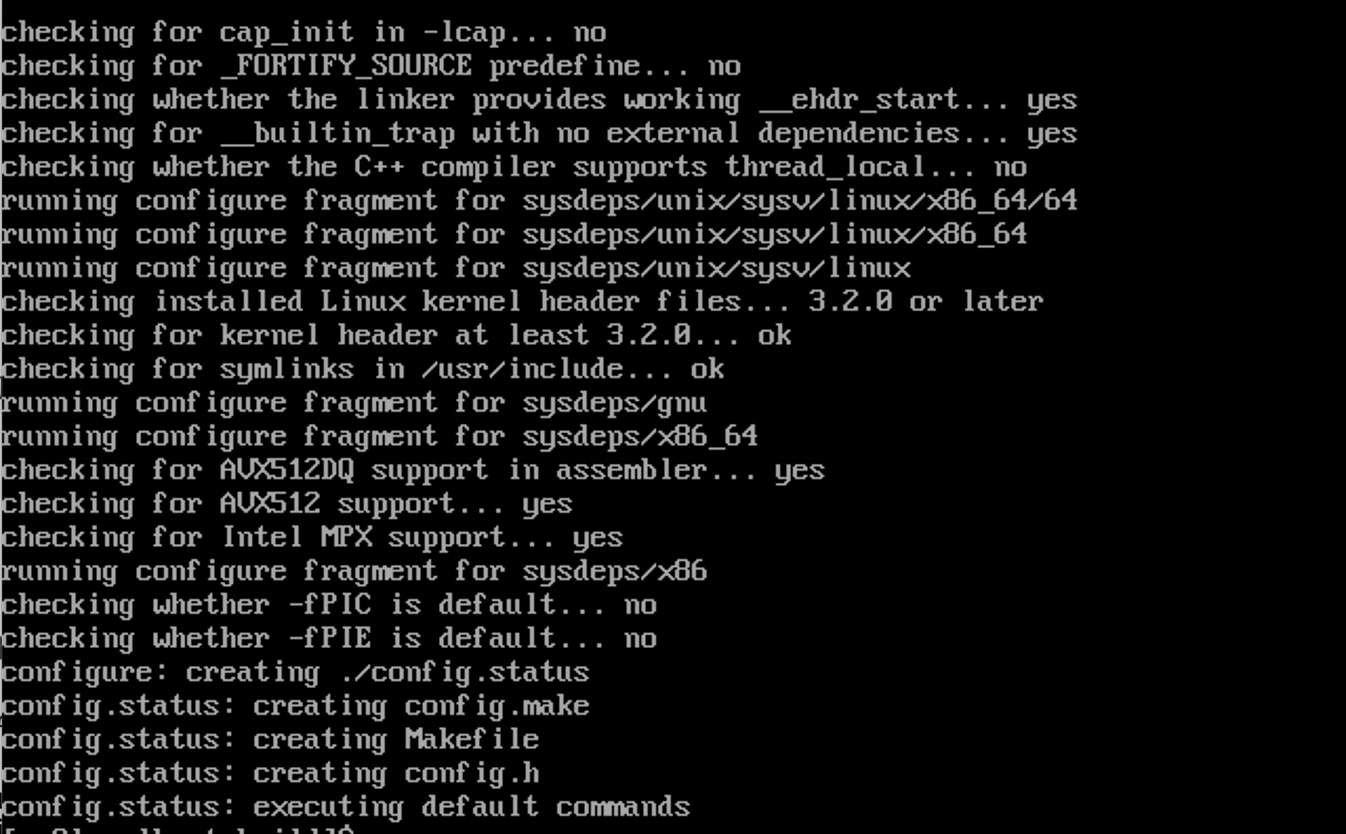 checking for cap_init in -lcap... no
checking for _FORTIFY_SOURCE predefine... no
checking whether the linker provides working __ehdr_start... yes
checking for __builtin_trap with no external dependencies... yes
checking whether the C++ compiler supports thread_local... no
running configure fragment for sysdeps/unix/sysv/linux/x86_64/64
running configure fragment for sysdeps/unix/sysv/linux/x86_64
running configure fragment for sysdeps/unix/sysv/linux
checking installed Linux kernel header files... 3.2.0 or later
checking for kernel header at least 3.2.0... ok
checking for symlinks in /usr/include... ok
running configure fragment for sysdeps/gnu
running configure fragment for sysdeps/x86_64
checking for AVX512DQ support in assembler... yes
checking for AVX512 support... yes
checking for Intel MPX support... yes
running configure fragment for sysdeps/x86
checking whether -fPIC is default... no
checking whether -fPIE is default... no
configure: creating ./config.status
config.status: creating config.make
config.status: creating Makefile
config.status: creating config.h
config.status: executing default commands